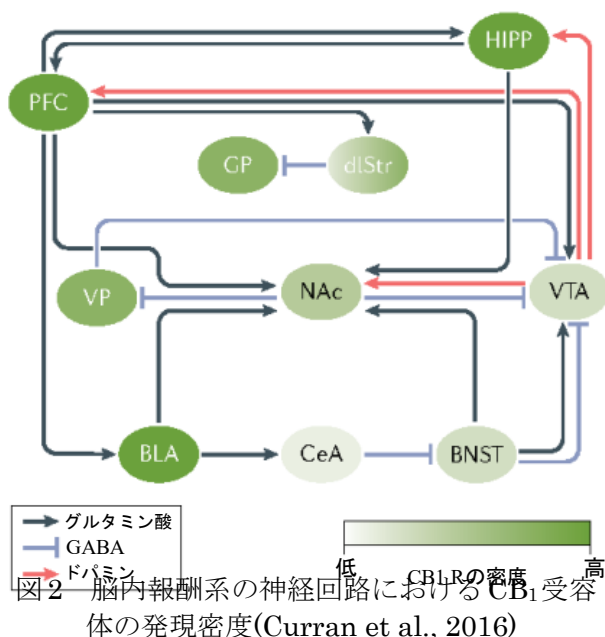 HIPP
PFC
GP
dlStr
VP
NAc
VTA
BLA
CeA
BNST
グルタミン酸
GABA
ドパミン
低
CB1Rの密度
高
図2 脳内報酬系の神経回路におけるCB₁受容
体の発現密度(Curran et al., 2016)